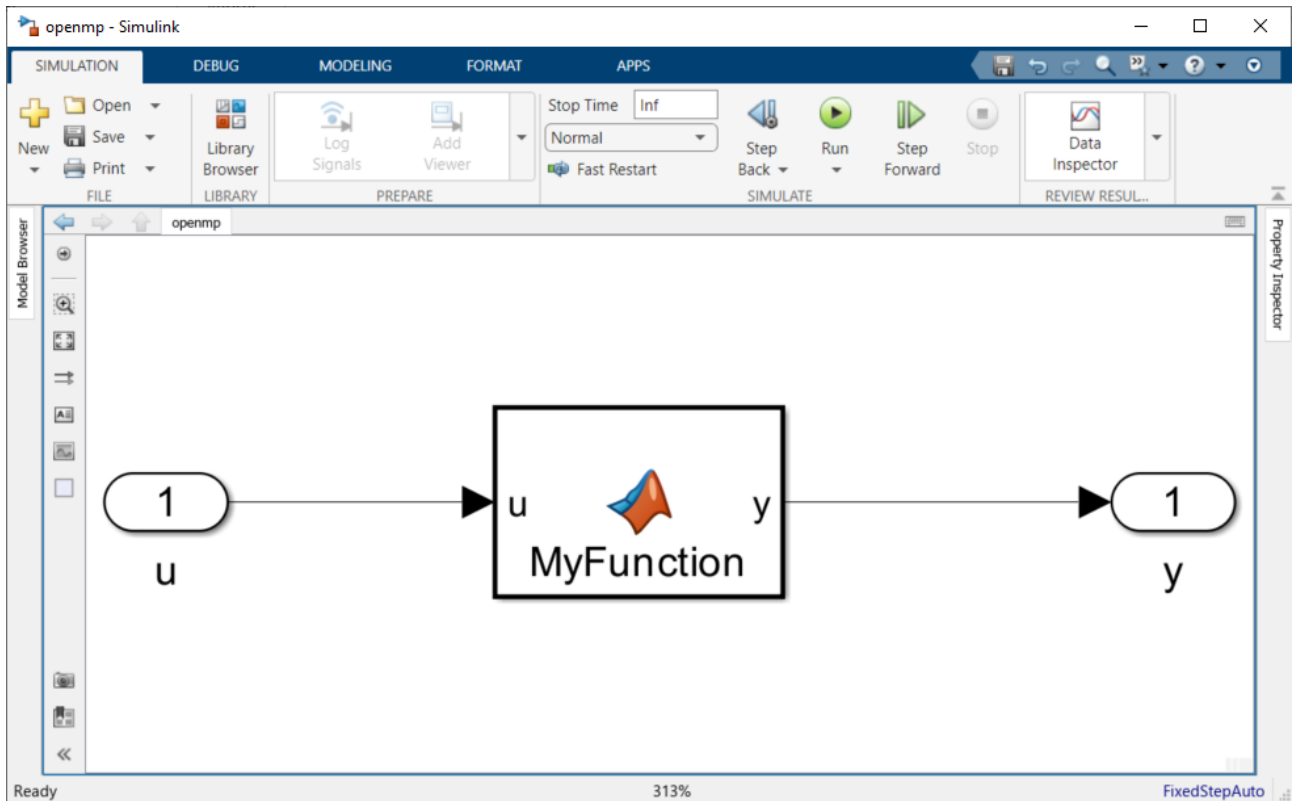 openmp - Simulink
SIMULATION DEBUG MODELING FORMAT APPS
New
Open
Save
Print
FILE
Library
Browser
LIBRARY
Log
Signals
Add
Viewer
PREPARE
Stop Time Inf
Normal
Fast Restart
Step
Back
Run
Step
Forward
Stop
SIMULATE
Data
Inspector
REVIEW RESUL...
Model Browser
openmp
Property Inspector
1
u
u y
MyFunction
1
y
Ready 313% FixedStepAuto